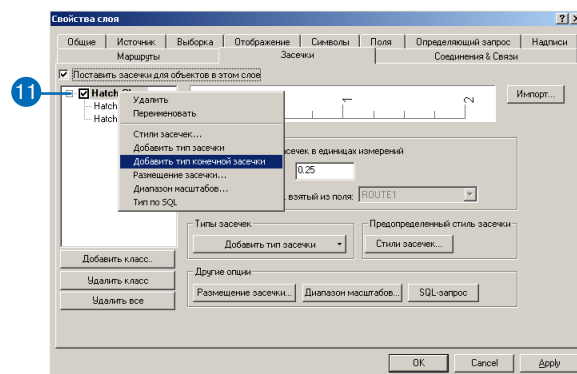 Свойства слоя
Общие Источник Выборка Отображение Символы Поля Определяющий запрос Надписи
Маршруты Засечки Соединения & Связи
Поставить засечки для объектов в этом слое
11
Hatch
Hatch
Hatch
1 2
Импорт...
Удалить
Переименовать
Стили засечек...
Добавить тип засечки
Добавить тип конечной засечки
Размещение засечки...
Диапазон масштабов...
Тип по SQL
засечек в единицах измерений
0.25
взятый из поля: ROUTE1
Типы засечек
Добавить тип засечки
Предопределенный стиль засечки
Стили засечек...
Добавить класс..
Удалить класс
Удалить все
Другие опции
Размещение засечки... Диапазон масштабов... SQL-запрос
OK Cancel Apply